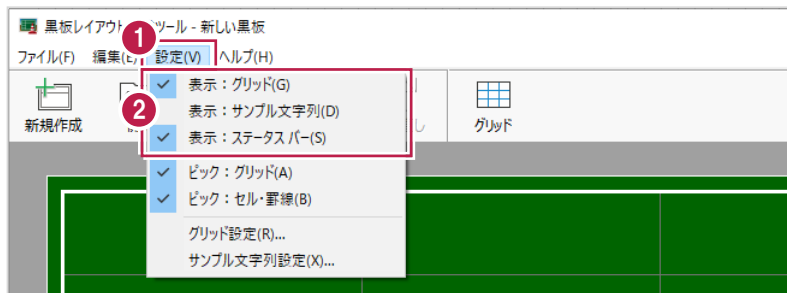 黒板レイアウト ツール - 新しい黒板
1
ファイル(F) 編集(E) 設定(V) ヘルプ(H)
2
表示：グリッド(G)
表示：サンプル文字列(D)
表示：ステータス バー(S)
ピック：グリッド(A)
ピック：セル・罫線(B)
グリッド設定(R)...
サンプル文字列設定(X)...
新規作成
グリッド